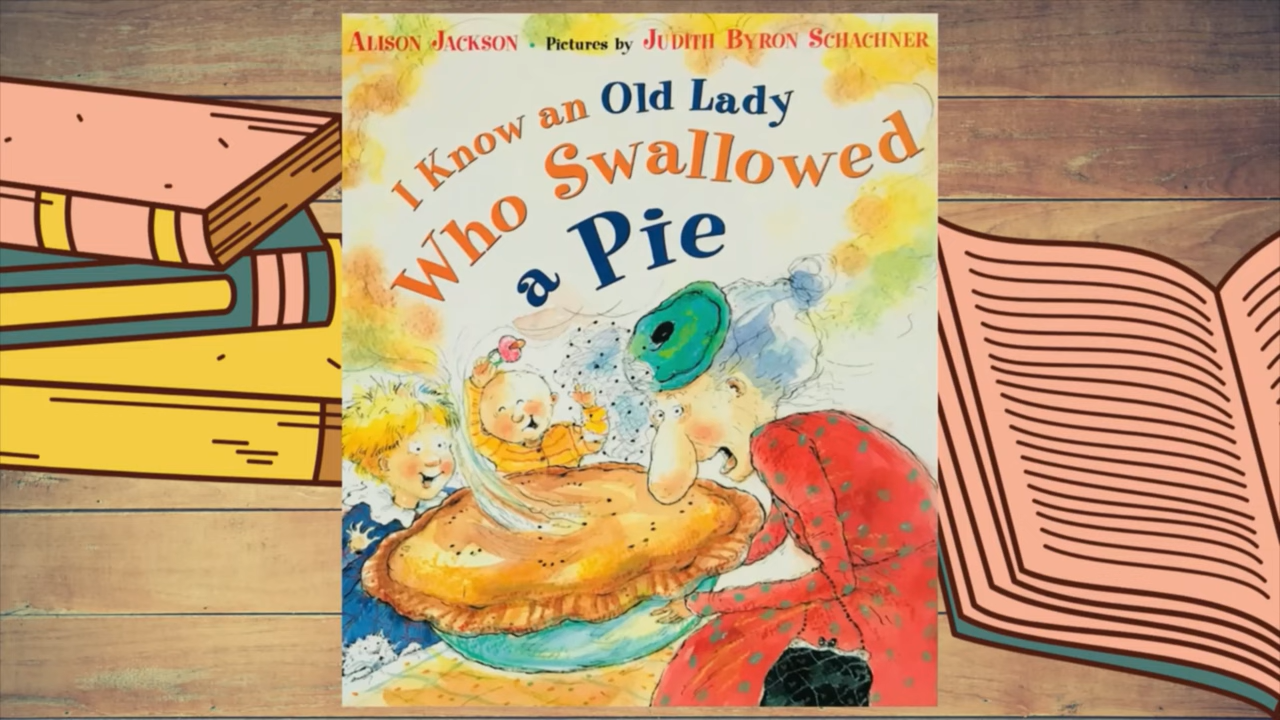 ALISON JACKSON • Pictures by JUDITH BYRON SCHACHNER
I Know an Old Lady
Who Swallowed
a Pie